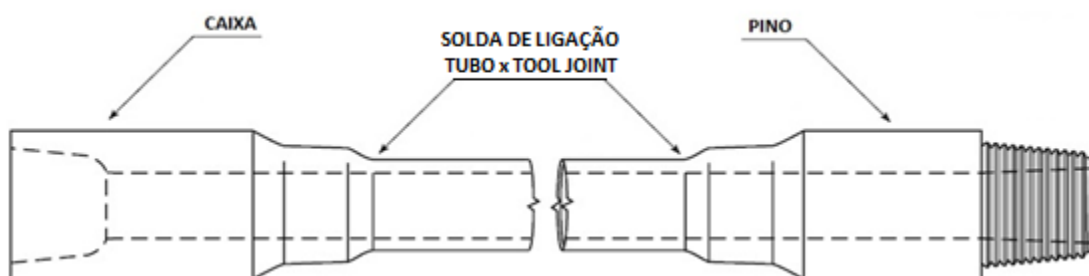 CAIXA
SOLDA DE LIGAÇÃO
TUBO x TOOL JOINT
PINO